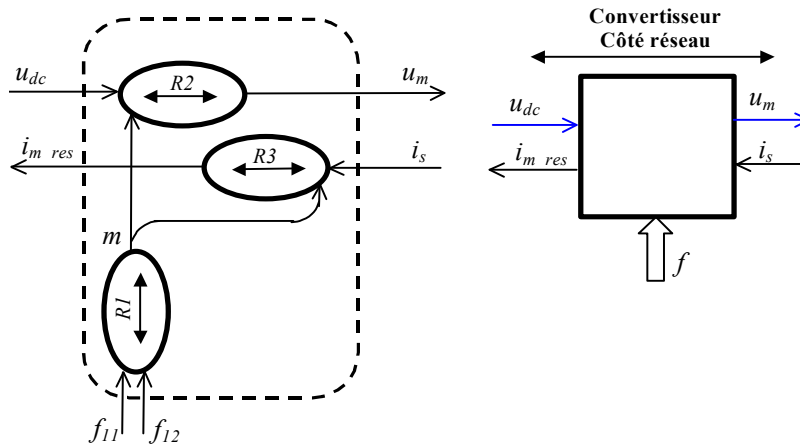 u_dc
R2
u_m
i_m res
R3
i_s
m
R1
f_11
f_12
Convertisseur
Côté réseau
u_dc
u_m
i_m res
i_s
f